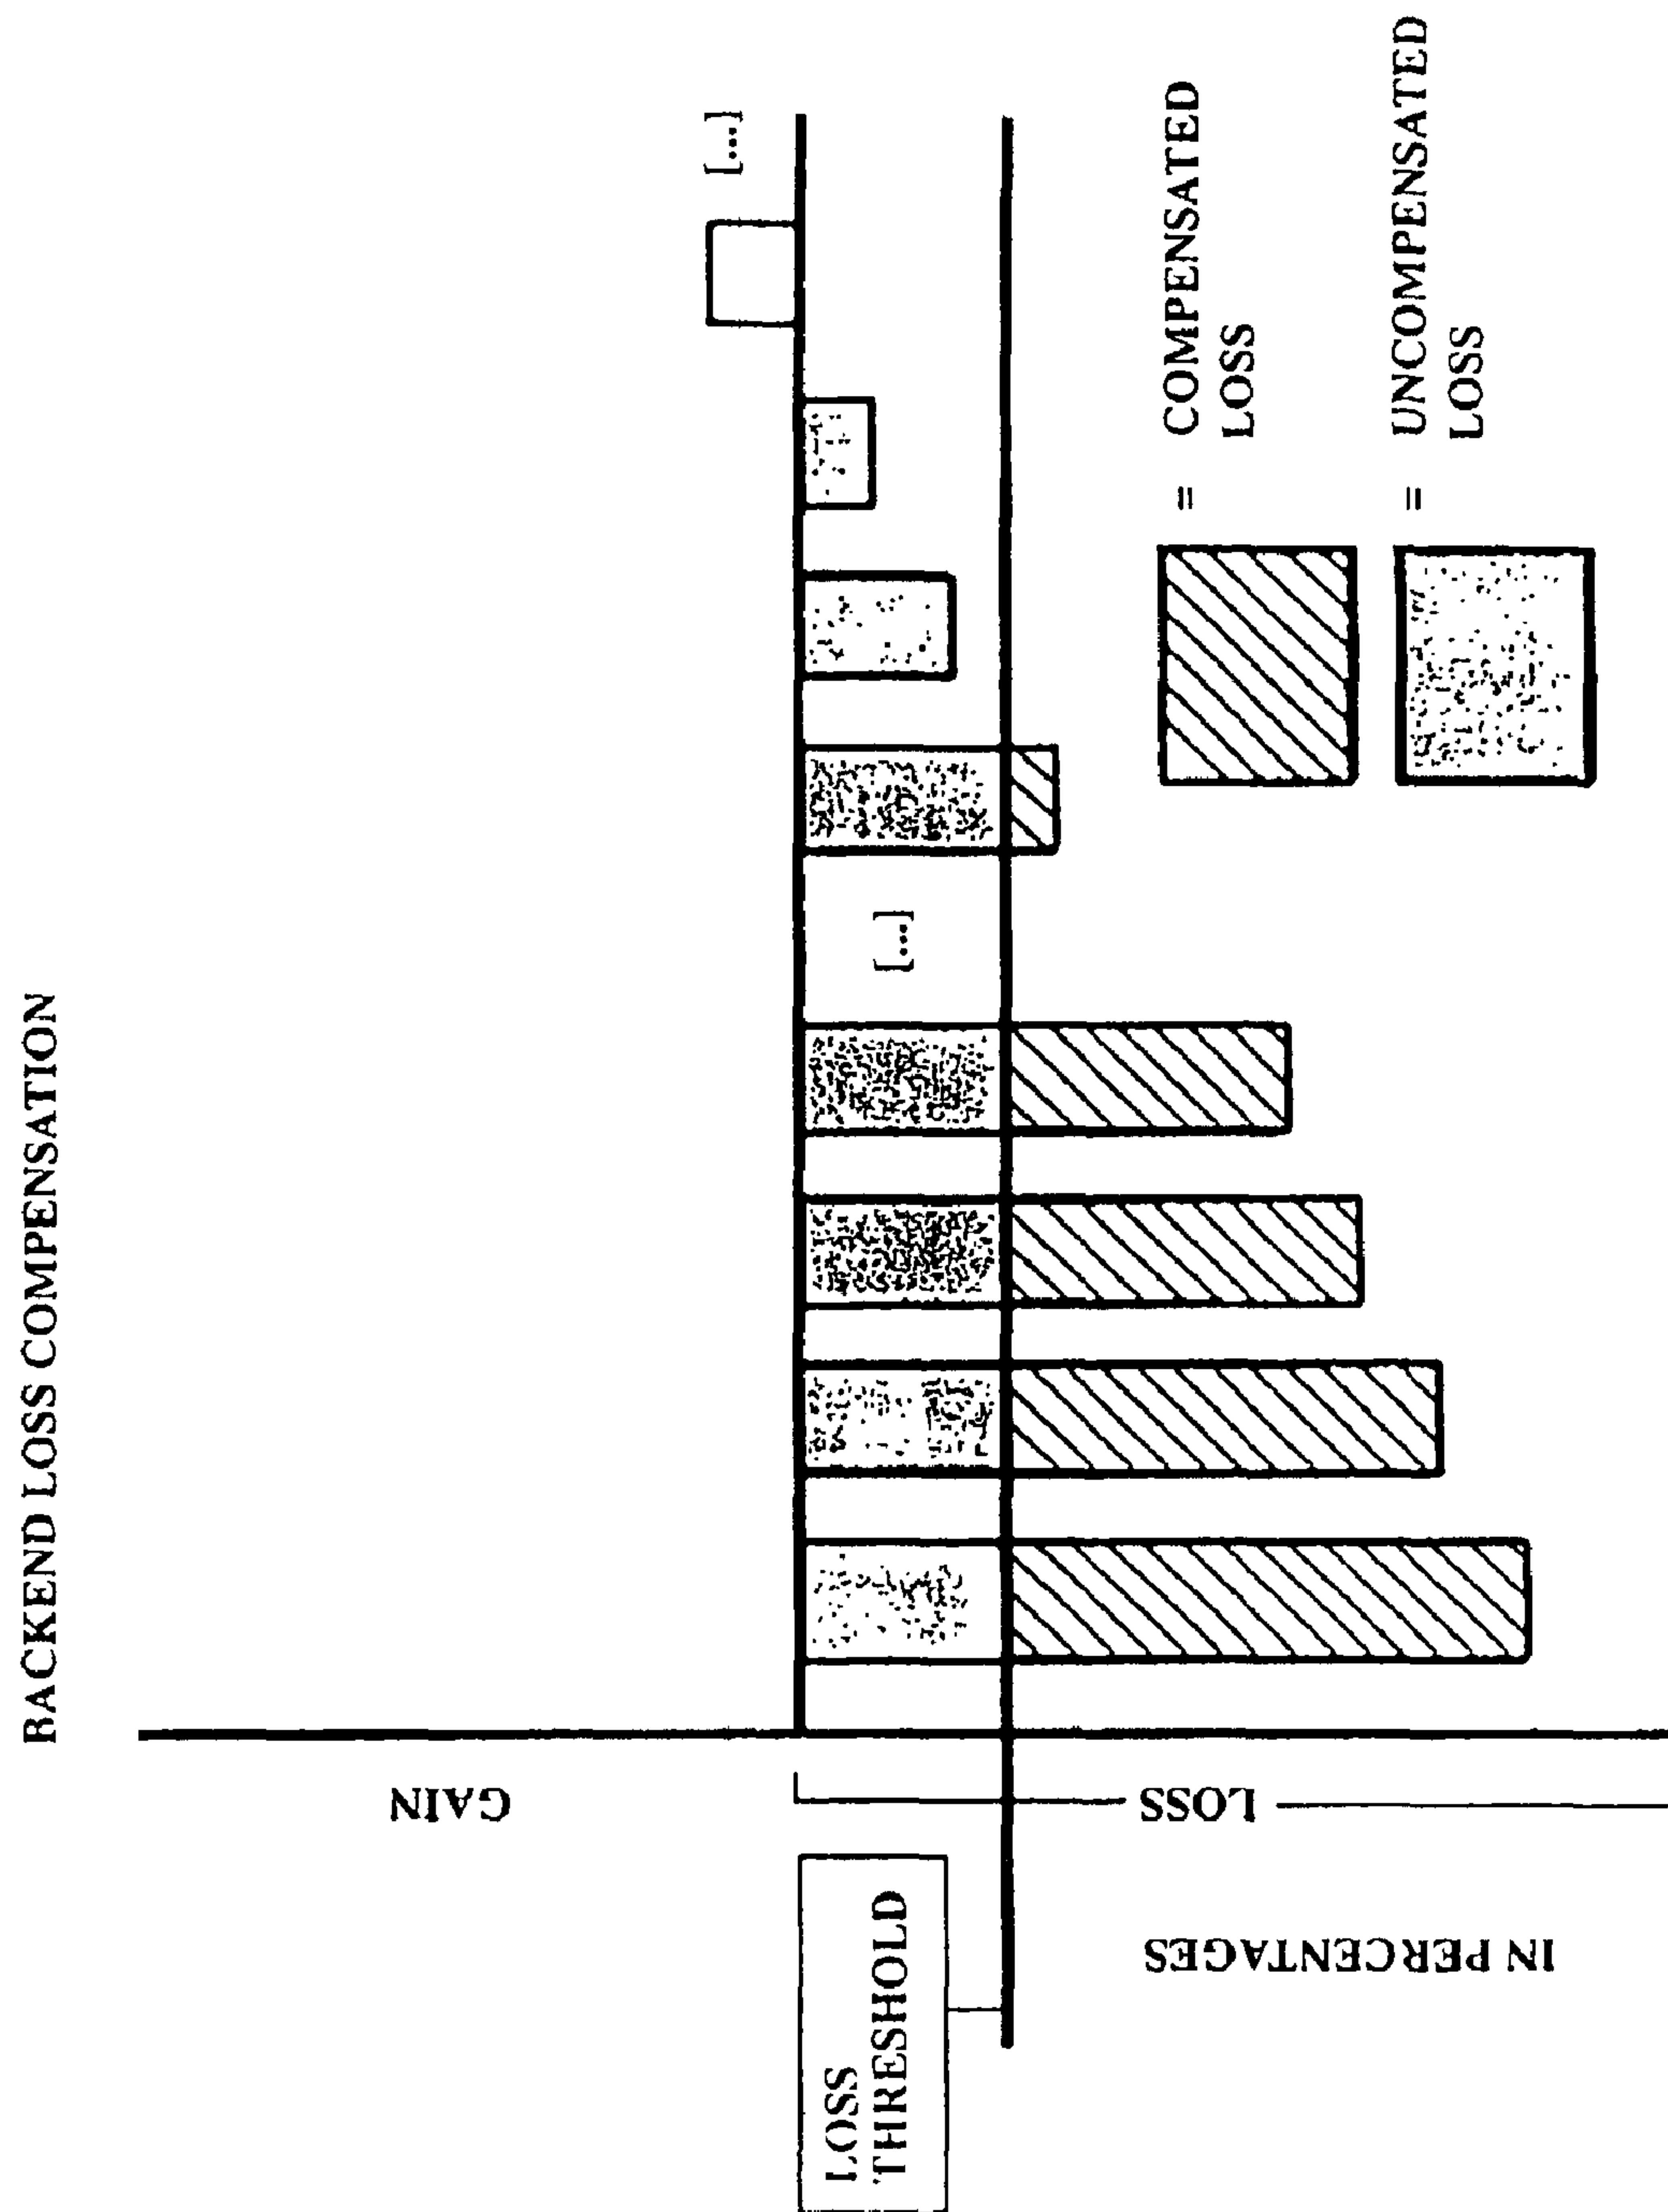 BACKEND LOSS COMPENSATION
GAIN
LOSS
THRESHOLD
LOSS
IN PERCENTAGES
[...]
[...]
= COMPENSATED
LOSS
= UNCOMPENSATED
LOSS